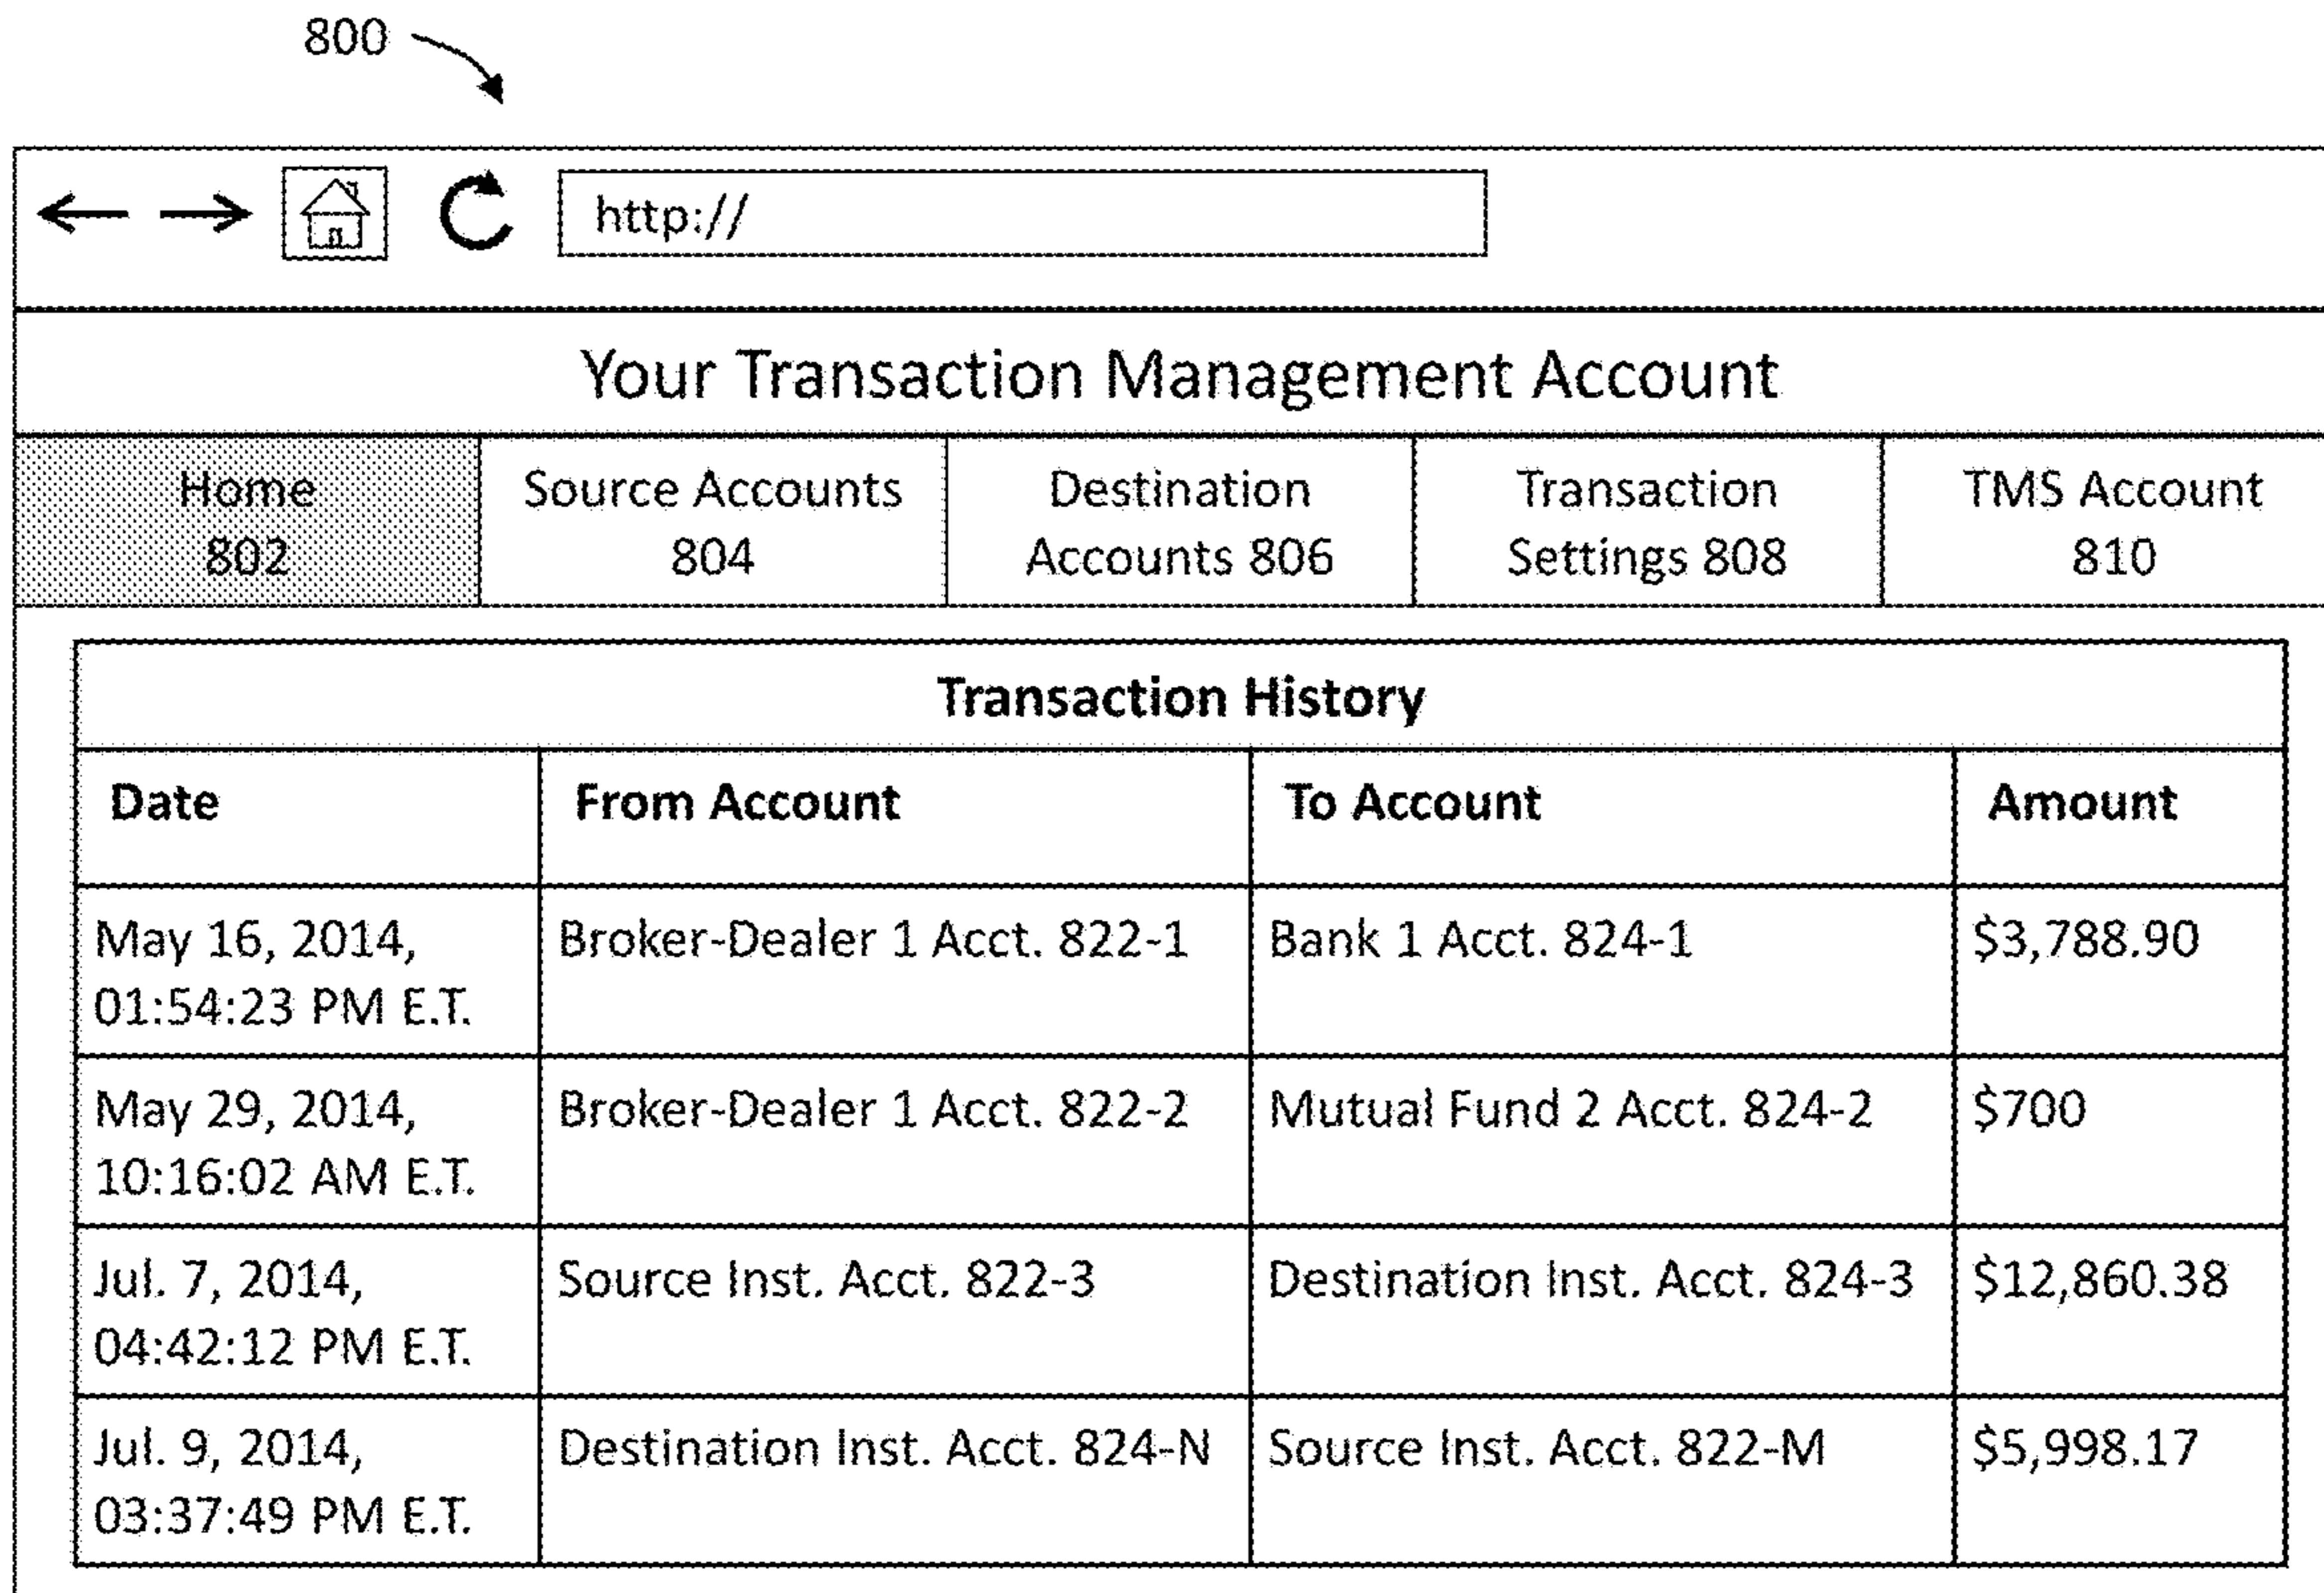 800
http://
Your Transaction Management Account
Home
802
Source Accounts
804
Destination
Accounts 806
Transaction
Settings 808
TMS Account
810
Transaction History
Date
From Account
To Account
Amount
May 16, 2014,
01:54:23 PM E.T.
Broker-Dealer 1 Acct. 822-1
Bank 1 Acct. 824-1
$3,788.90
May 29, 2014,
10:16:02 AM E.T.
Broker-Dealer 1 Acct. 822-2
Mutual Fund 2 Acct. 824-2
$700
Jul. 7, 2014,
04:42:12 PM E.T.
Source Inst. Acct. 822-3
Destination Inst. Acct. 824-3
$12,860.38
Jul. 9, 2014,
03:37:49 PM E.T.
Destination Inst. Acct. 824-N
Source Inst. Acct. 822-M
$5,998.17